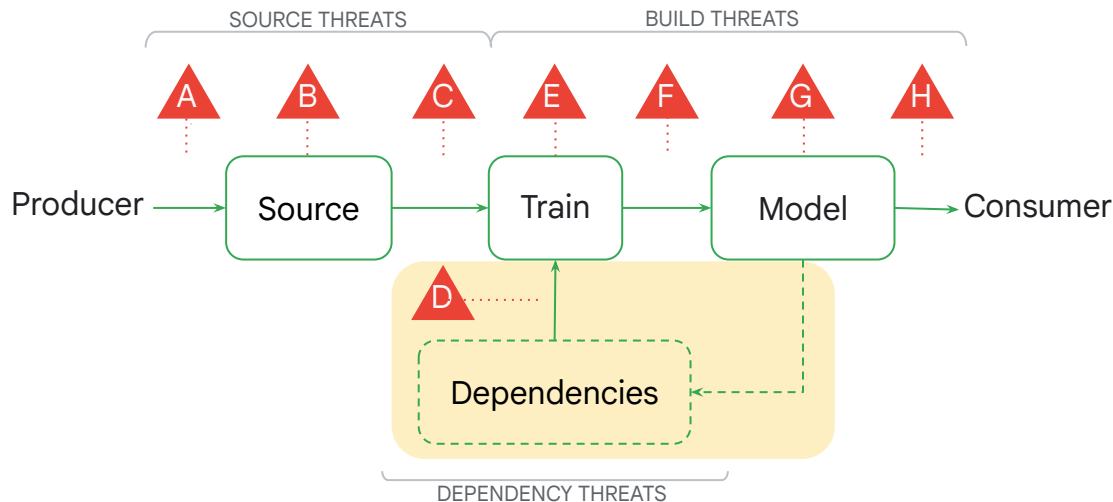 SOURCE THREATS
BUILD THREATS
A
B
C
E
F
G
H
Producer
Source
Train
Model
Consumer
D
Dependencies
DEPENDENCY THREATS